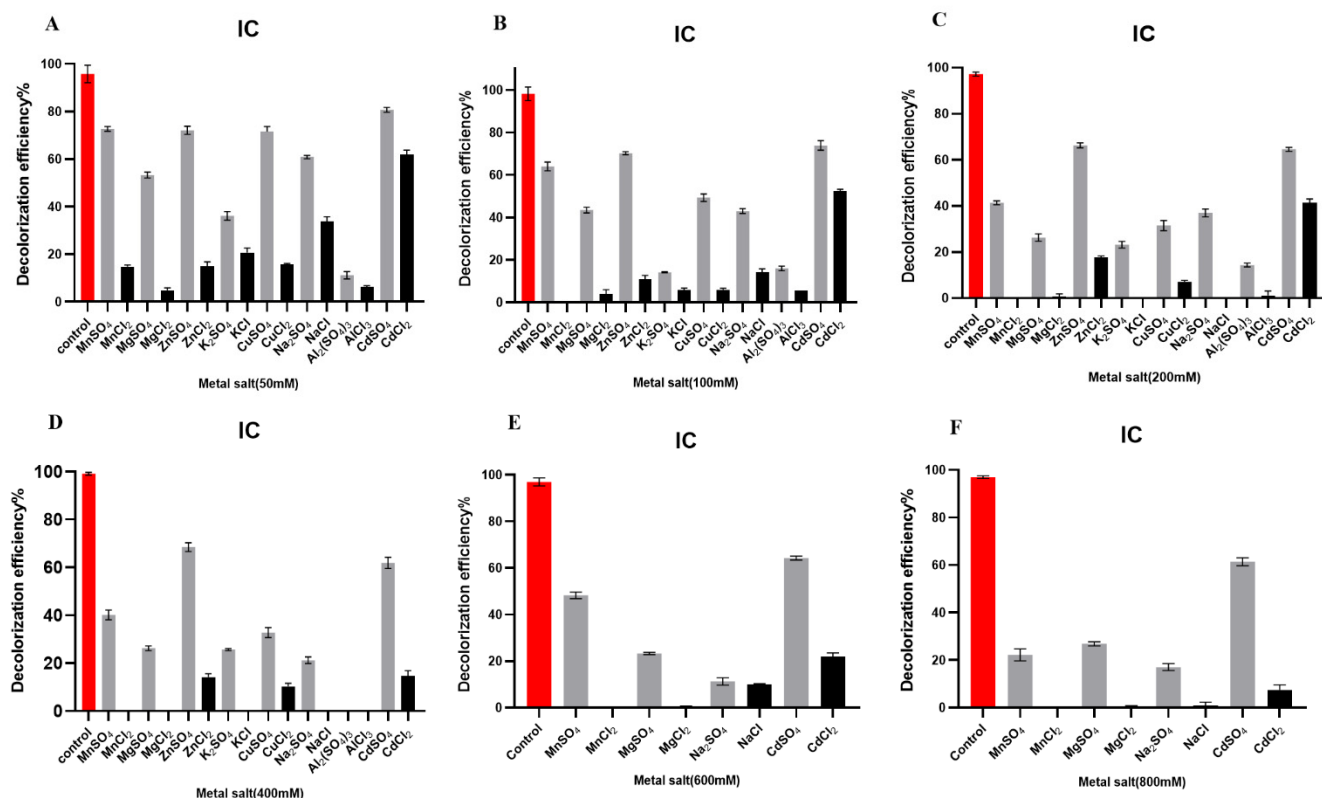 A
IC
Decolorization efficiency%
100
80
60
40
20
0
control
MnSO₄
MnCl₂
MgSO₄
MgCl₂
ZnSO₄
ZnCl₂
K₂SO₄
KCl
CuSO₄
CuCl₂
Na₂SO₄
NaCl
Al₂(SO₄)₃
AlCl₃
CdSO₄
CdCl₂
Metal salt(50mM)
B
IC
Decolorization efficiency%
100
80
60
40
20
0
control
MnSO₄
MnCl₂
MgSO₄
MgCl₂
ZnSO₄
ZnCl₂
K₂SO₄
KCl
CuSO₄
CuCl₂
Na₂SO₄
NaCl
Al₂(SO₄)₃
AlCl₃
CdSO₄
CdCl₂
Metal salt(100mM)
C
IC
Decolorization efficiency%
100
80
60
40
20
0
control
MnSO₄
MnCl₂
MgSO₄
MgCl₂
ZnSO₄
ZnCl₂
K₂SO₄
KCl
CuSO₄
CuCl₂
Na₂SO₄
NaCl
Al₂(SO₄)₃
AlCl₃
CdSO₄
CdCl₂
Metal salt(200mM)
D
IC
Decolorization efficiency%
100
80
60
40
20
0
control
MnSO₄
MnCl₂
MgSO₄
MgCl₂
ZnSO₄
ZnCl₂
K₂SO₄
KCl
CuSO₄
CuCl₂
Na₂SO₄
NaCl
Al₂(SO₄)₃
AlCl₃
CdSO₄
CdCl₂
Metal salt(400mM)
E
IC
Decolorization efficiency%
100
80
60
40
20
0
Control
MnSO₄
MnCl₂
MgSO₄
MgCl₂
Na₂SO₄
NaCl
CdSO₄
CdCl₂
Metal salt(600mM)
F
IC
Decolorization efficiency%
100
80
60
40
20
0
Control
MnSO₄
MnCl₂
MgSO₄
MgCl₂
Na₂SO₄
NaCl
CdSO₄
CdCl₂
Metal salt(800mM)